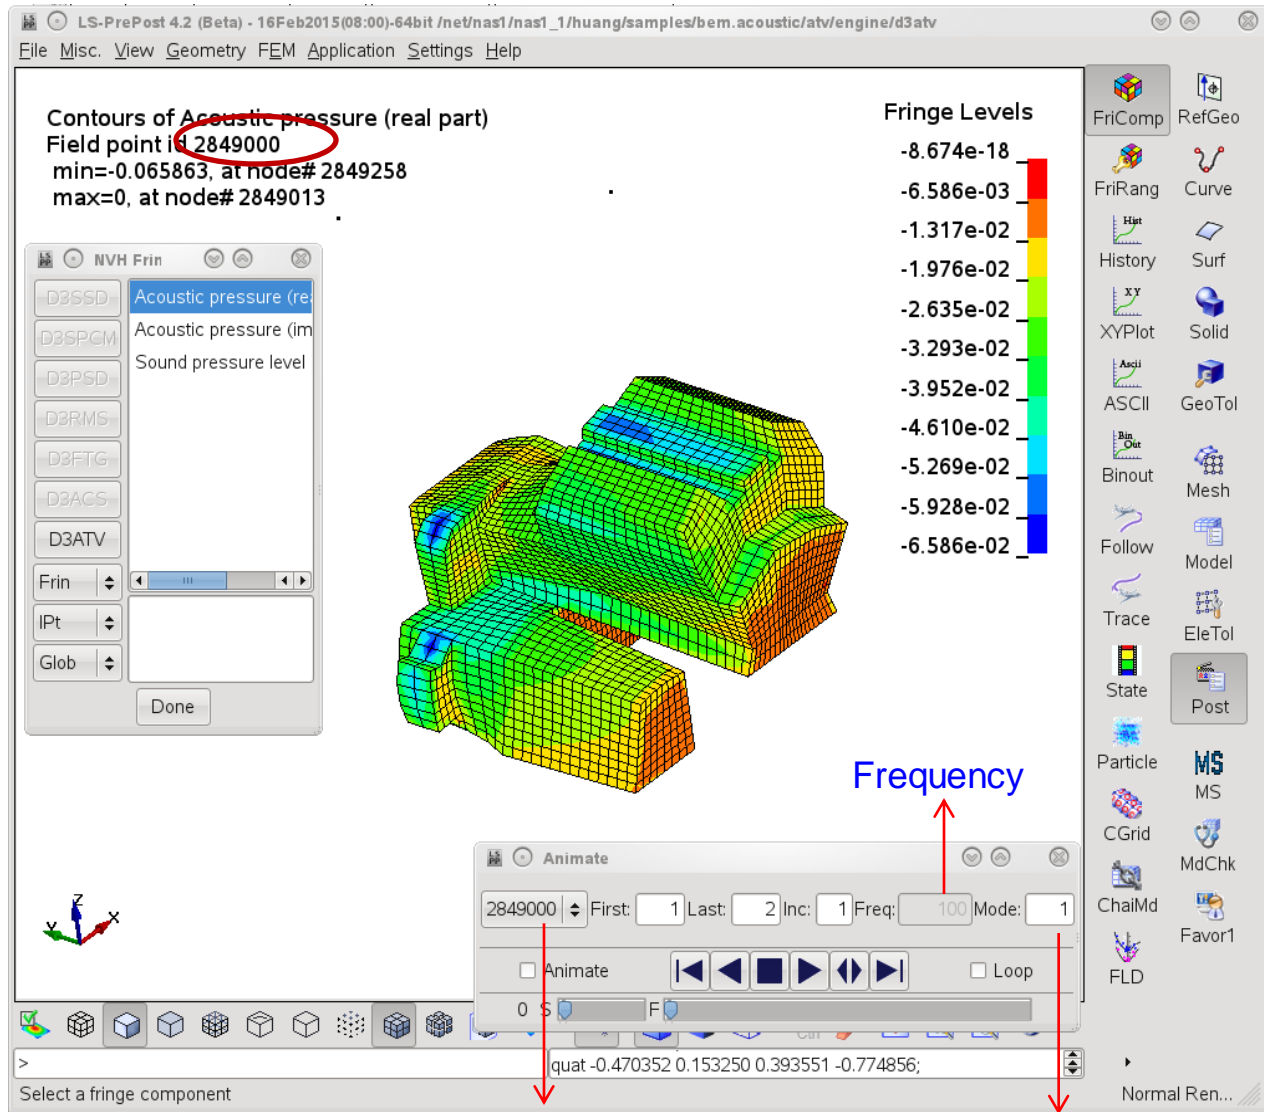 LS-PrePost 4.2 (Beta) - 16Feb2015(08:00)-64bit /net/nas1/nas1_1/huang/samples/bem.acoustic/atv/engine/d3atv
File Misc. View Geometry FEM Application Settings Help
Contours of Acoustic pressure (real part)
Field point id 2849000
min=-0.065863, at node# 2849258
max=0, at node# 2849013
Fringe Levels
-8.674e-18
-6.586e-03
-1.317e-02
-1.976e-02
-2.635e-02
-3.293e-02
-3.952e-02
-4.610e-02
-5.269e-02
-5.928e-02
-6.586e-02
NVH Frin
D3SSD
D3SPCM
D3PSD
D3RMS
D3FTG
D3ACS
D3ATV
Frin
IPt
Glob
Acoustic pressure (rea
Acoustic pressure (im
Sound pressure level
Done
Frequency
Animate
2849000 First: 1 Last: 2 Inc: 1 Freq: 100 Mode: 1
Animate Loop
0 S F
FriComp RefGeo
FriRang Curve
History Surf
XYPlot Solid
ASCII GeoTol
Binout Mesh
Follow Model
Trace EleTol
State Post
Particle MS
CGrid MdChk
ChaiMd Favor1
FLD
Z
Y
X
>
quat -0.470352 0.153250 0.393551 -0.774856;
Select a fringe component
Normal Ren...